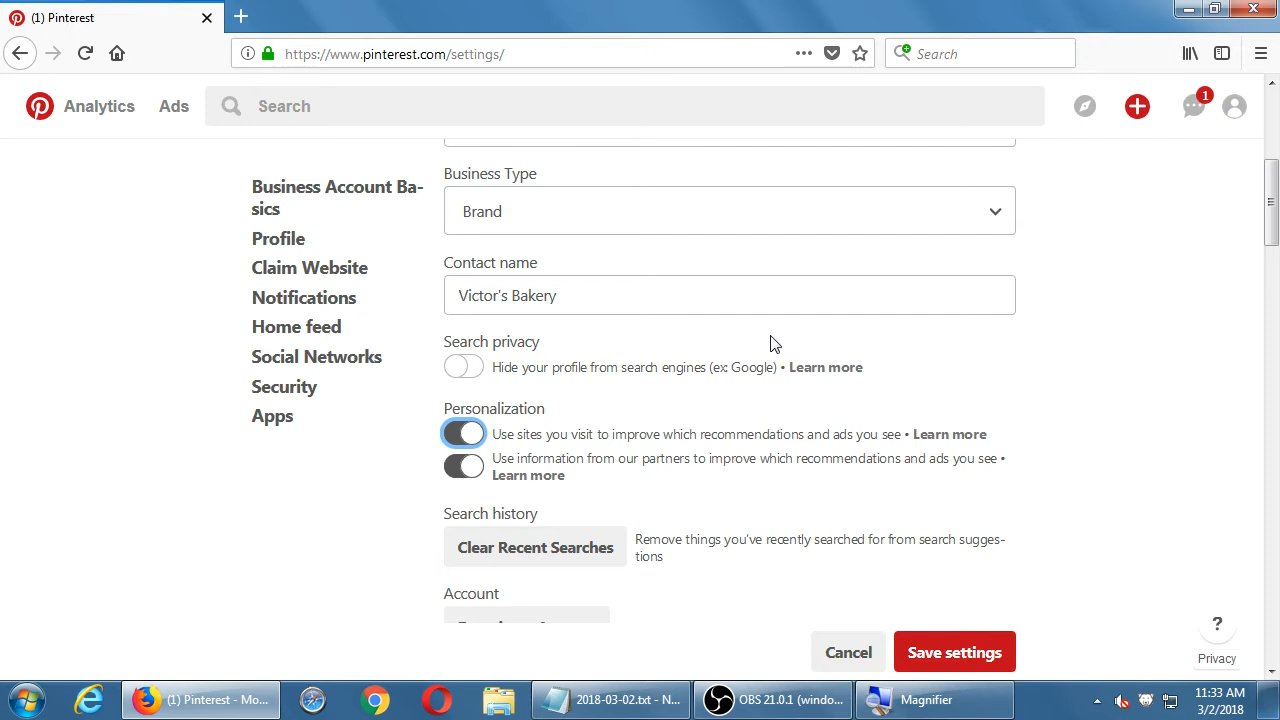 (1) Pinterest
https://www.pinterest.com/settings/
Search
Analytics
Ads
Search
1
Business Account Ba-
sics
Profile
Claim Website
Notifications
Home feed
Social Networks
Security
Apps
Business Type
Brand
Contact name
Victor's Bakery
Search privacy
Hide your profile from search engines (ex: Google) • Learn more
Personalization
Use sites you visit to improve which recommendations and ads you see • Learn more
Use information from our partners to improve which recommendations and ads you see •
Learn more
Search history
Clear Recent Searches
Remove things you've recently searched for from search sugges-
tions
Account
Cancel
Save settings
?
Privacy
(1) Pinterest - Mo...
2018-03-02.txt - N...
OBS 21.0.1 (windo...
Magnifier
11:33 AM
3/2/2018